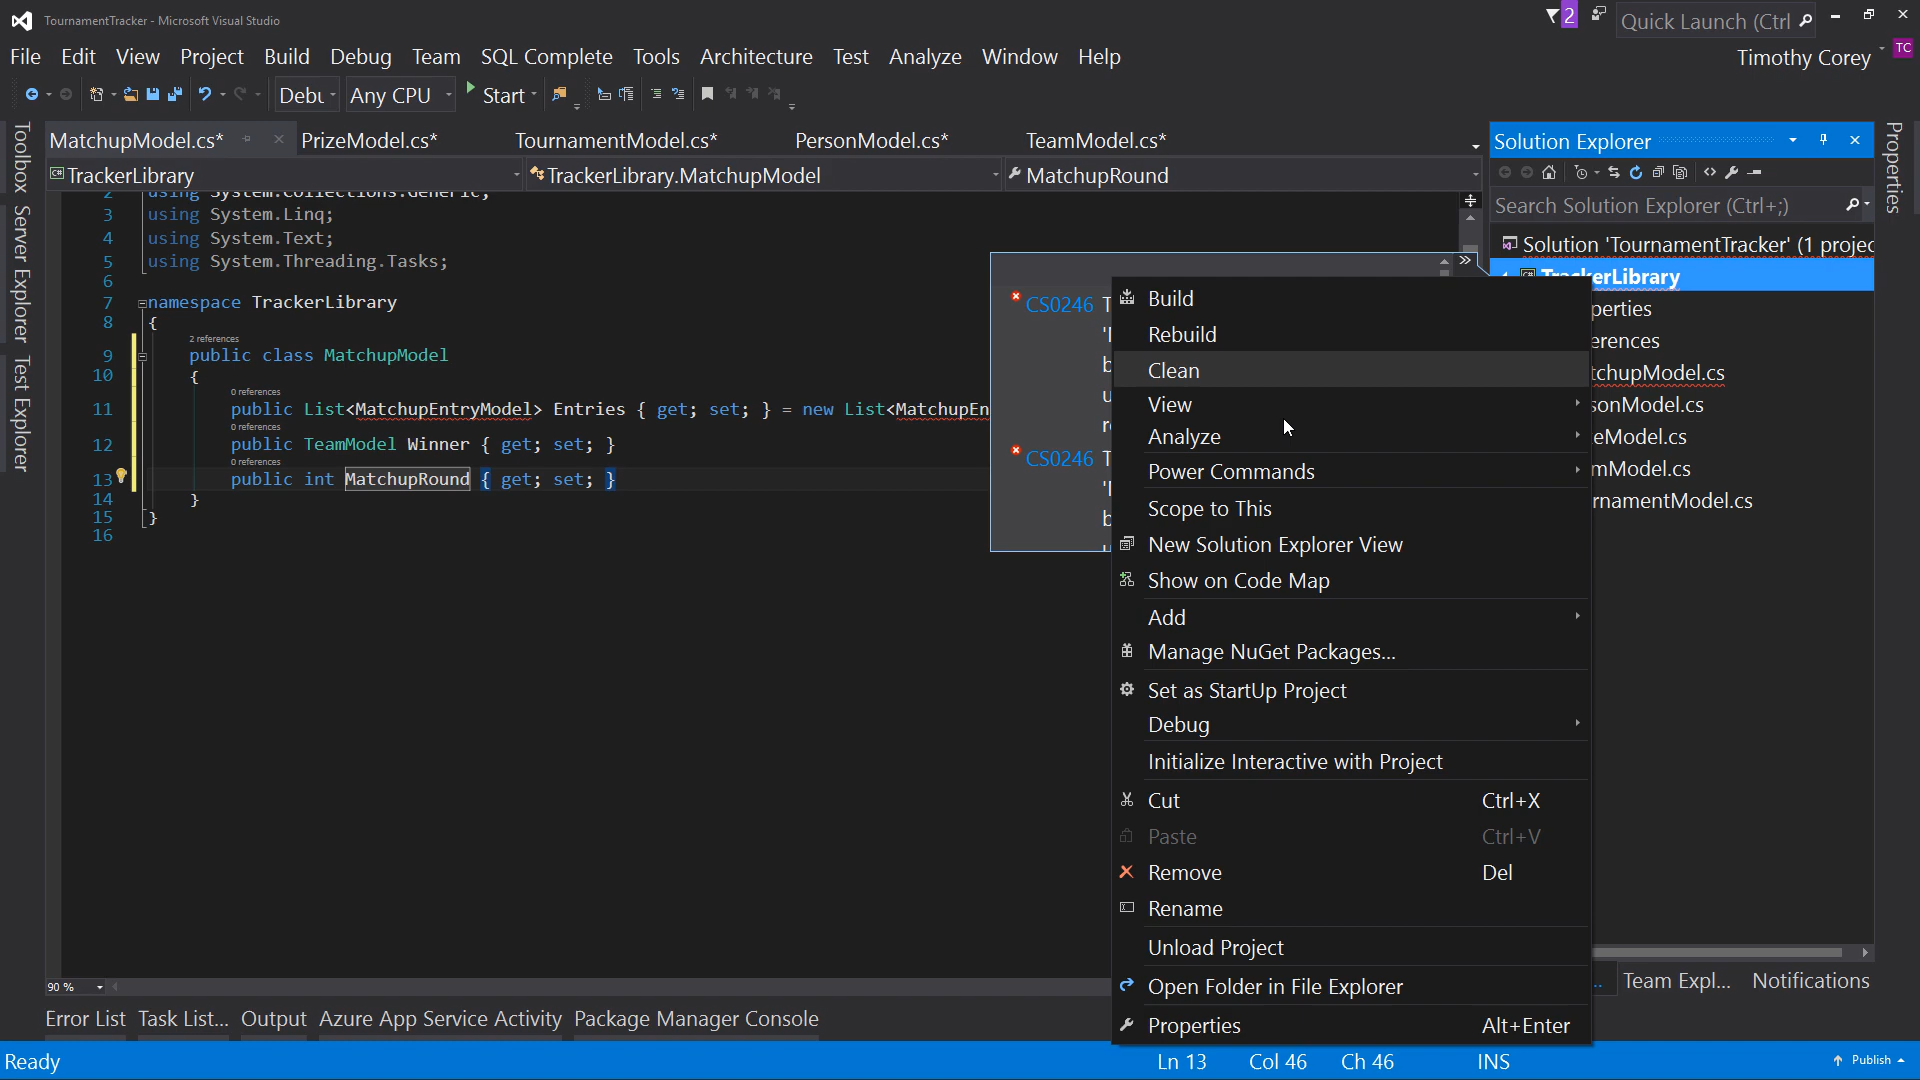 TournamentTracker - Microsoft Visual Studio
2
Quick Launch (Ctrl
File Edit View Project Build Debug Team SQL Complete Tools Architecture Test Analyze Window Help
Timothy Corey TC
Debu Any CPU Start
Toolbox
Server Explorer
Test Explorer
MatchupModel.cs* PrizeModel.cs* TournamentModel.cs* PersonModel.cs* TeamModel.cs*
TrackerLibrary TrackerLibrary.MatchupModel MatchupRound
2 using System.Collections.Generic;
3 using System.Linq;
4 using System.Text;
5 using System.Threading.Tasks;
6
7 namespace TrackerLibrary
8 {
2 references
9 public class MatchupModel
10 {
0 references
11 public List<MatchupEntryModel> Entries { get; set; } = new List<MatchupEn
0 references
12 public TeamModel Winner { get; set; }
0 references
13 public int MatchupRound { get; set; }
14 }
15 }
16
CS0246 T
CS0246 T
Build
Rebuild
Clean
View
Analyze
Power Commands
Scope to This
New Solution Explorer View
Show on Code Map
Add
Manage NuGet Packages...
Set as StartUp Project
Debug
Initialize Interactive with Project
Cut Ctrl+X
Paste Ctrl+V
Remove Del
Rename
Unload Project
Open Folder in File Explorer
Properties Alt+Enter
Solution Explorer
Search Solution Explorer (Ctrl+;)
Solution 'TournamentTracker' (1 projec
TrackerLibrary
perties
erences
tchupModel.cs
sonModel.cs
eModel.cs
mModel.cs
rnamentModel.cs
Properties
Team Expl... Notifications
90 %
Error List Task List... Output Azure App Service Activity Package Manager Console
Ready Ln 13 Col 46 Ch 46 INS Publish